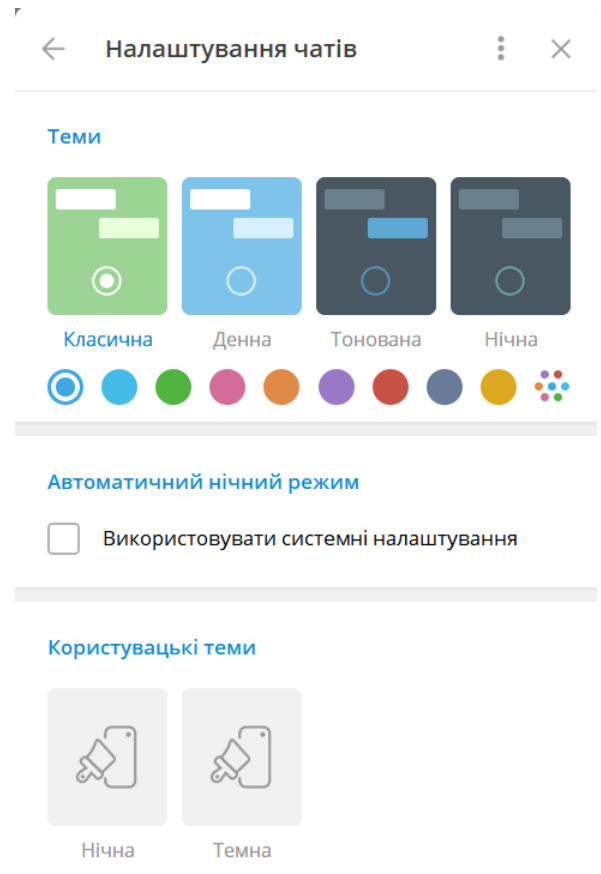 Налаштування чатів
Теми
Класична Денна Тонована Нічна
Автоматичний нічний режим
Використовувати системні налаштування
Користувацькі теми
Нічна Темна